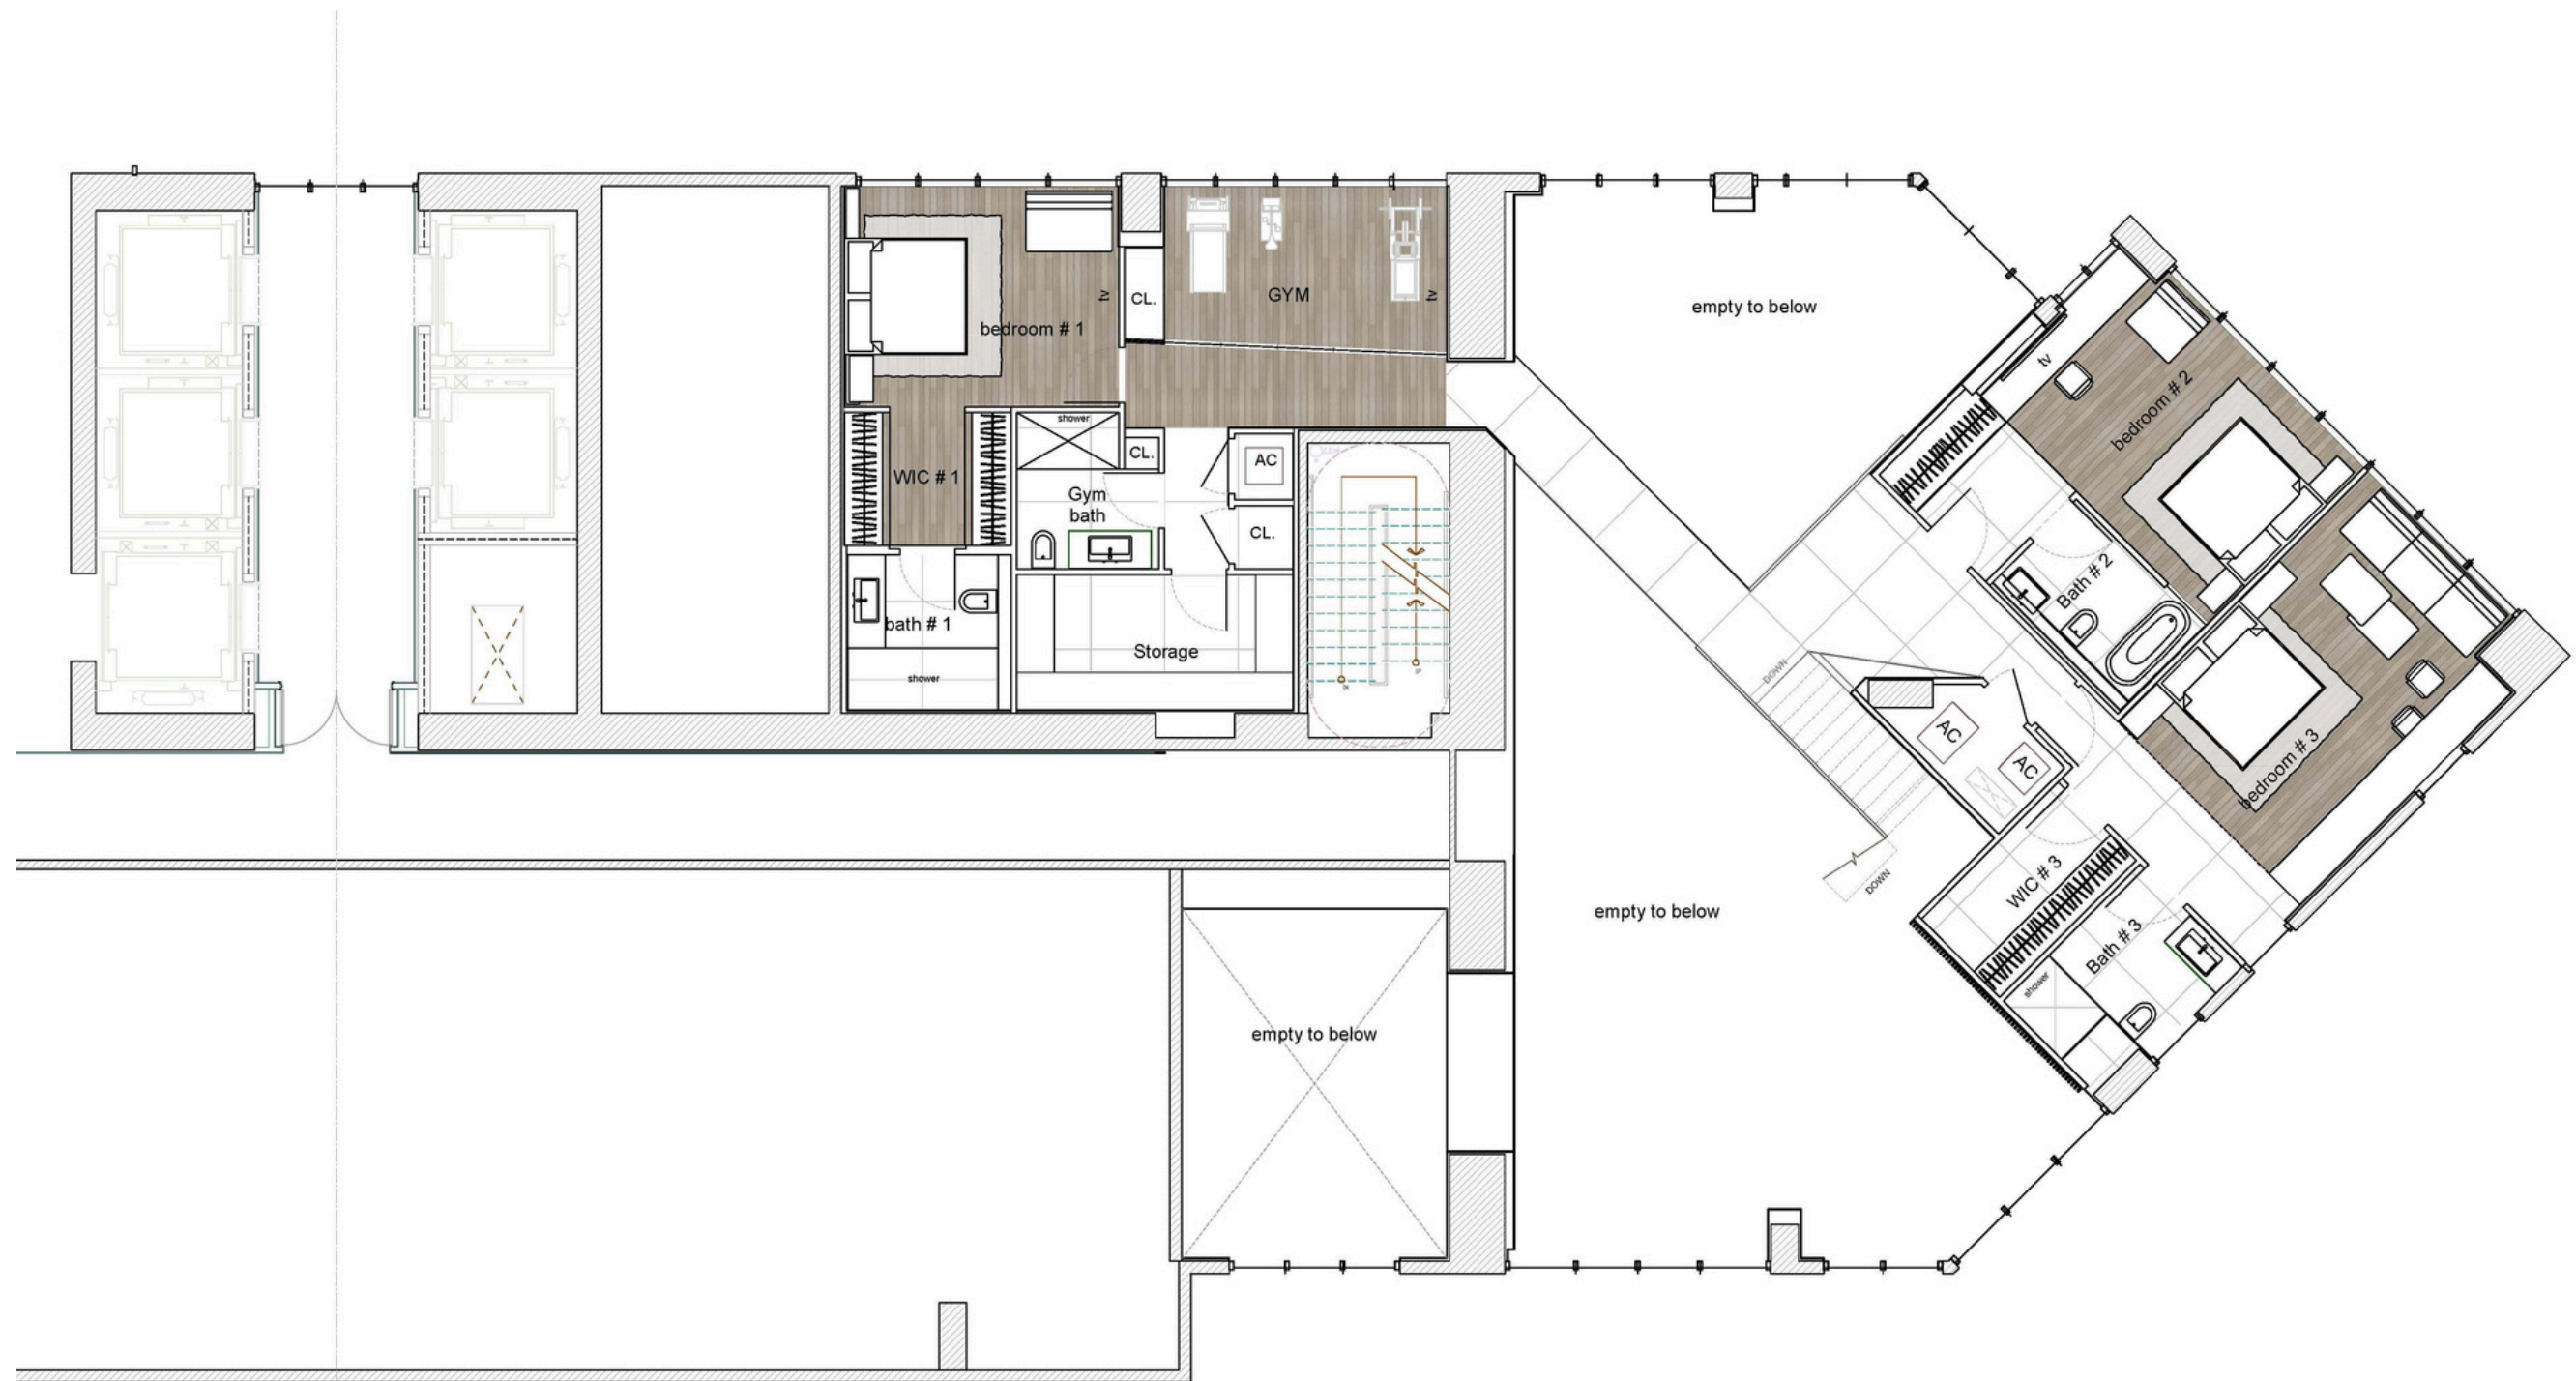 empty to below
tv
CL.
GYM
tv
bedroom # 1
tv
bedroom # 2
shower
CL.
AC
WIC # 1
Gym
bath
CL.
Bath # 2
bath # 1
Storage
shower
DOWN
AC
AC
bedroom # 3
WIC # 3
DOWN
empty to below
Bath # 3
shower
empty to below